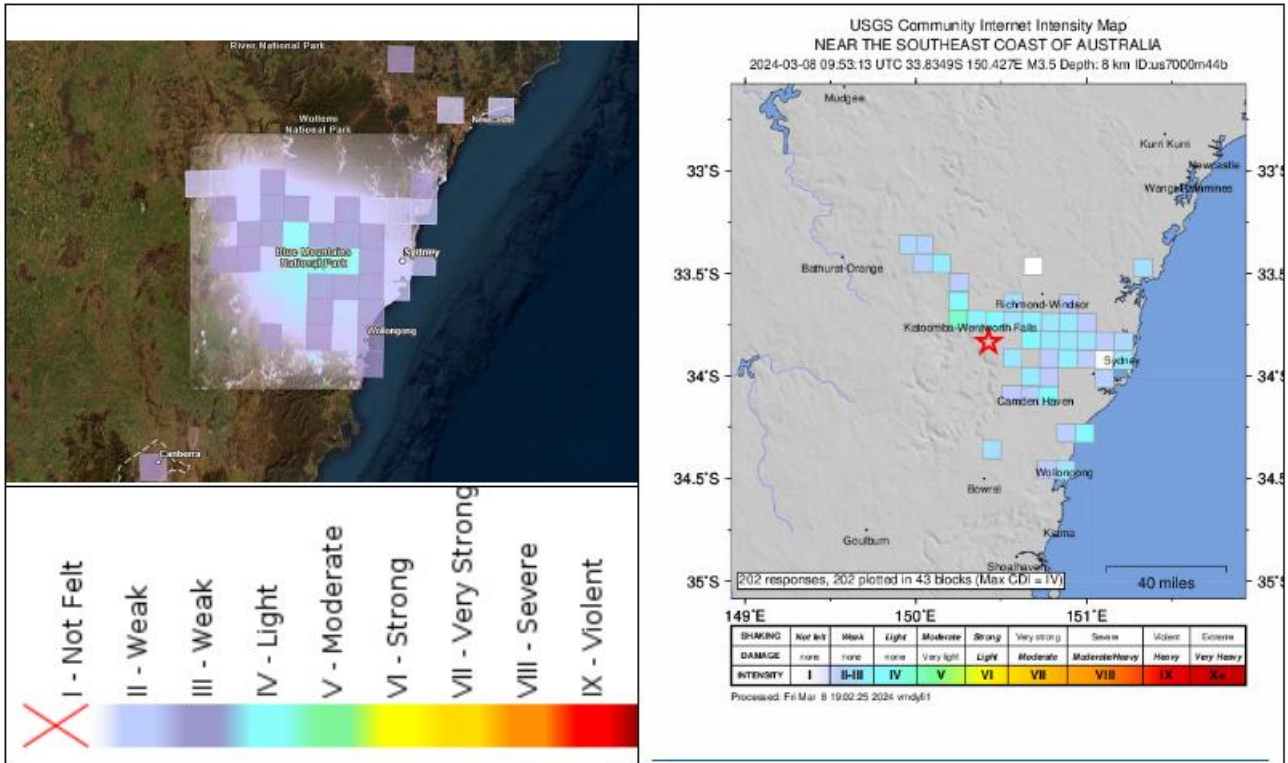 River National Park
Wollemi
National Park
Newcastle
Blue Mountains
National Park
Sydney
Wollongong
Canberra
I - Not Felt
II - Weak
III - Weak
IV - Light
V - Moderate
VI - Strong
VII - Very Strong
VIII - Severe
IX - Violent
USGS Community Internet Intensity Map
NEAR THE SOUTHEAST COAST OF AUSTRALIA
2024-03-08 09:53:13 UTC 33.8349S 150.427E M3.5 Depth: 8 km ID:us7000m44b
Mudgee
Kurri Kurri
33°S
33°S
Newcastle
Bathurst-Orange
33.5°S
33.5°
Richmond-Windsor
Katoomba-Wentworth Falls
Sydney
34°S
34°S
Camden Haven
Wollongong
34.5°S
34.5°
Bowral
Kiama
Goulburn
Shoalhaven
35°S
35°S
202 responses, 202 plotted in 43 blocks (Max CDI = IV)
40 miles
149°E 150°E 151°E
SHAKING Not felt Weak Light Moderate Strong Very strong Severe Violent Extreme
DAMAGE none none none Very light Light Moderate Moderate/Heavy Heavy Very Heavy
INTENSITY I II-III IV V VI VII VIII IX X+
Processed: Fri Mar 8 19:02:25 2024 vmdyfi1